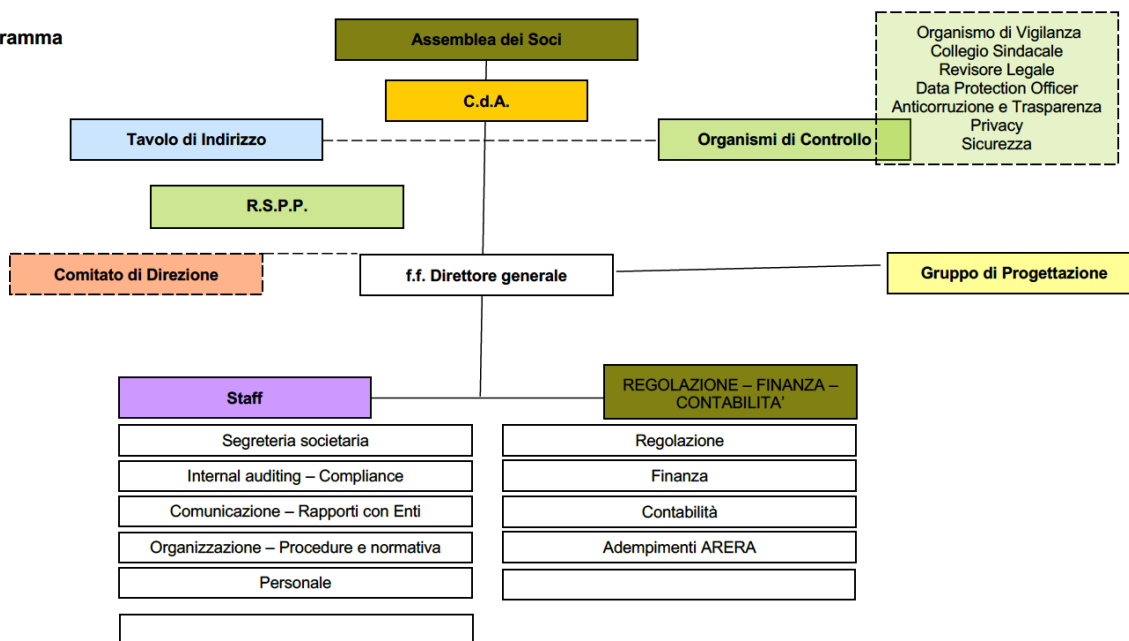 ramma
Assemblea dei Soci
Organismo di Vigilanza
Collegio Sindacale
Revisore Legale
Data Protection Officer
Anticorruzione e Trasparenza
Privacy
Sicurezza
C.d.A.
Tavolo di Indirizzo
Organismi di Controllo
R.S.P.P.
Comitato di Direzione
f.f. Direttore generale
Gruppo di Progettazione
Staff
REGOLAZIONE – FINANZA –
CONTABILITA'
Segreteria societaria
Regolazione
Internal auditing – Compliance
Finanza
Comunicazione – Rapporti con Enti
Contabilità
Organizzazione – Procedure e normativa
Adempimenti ARERA
Personale